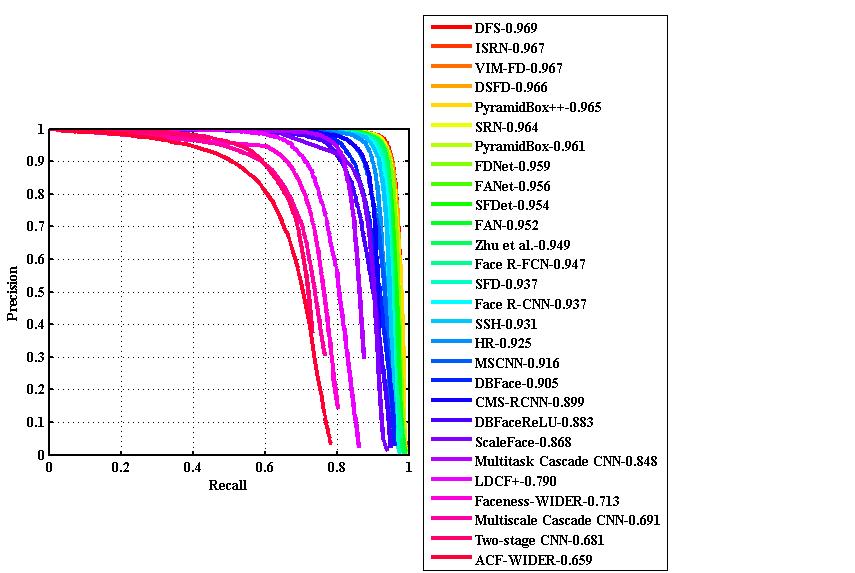 1
0.9
0.8
0.7
0.6
0.5
0.4
0.3
0.2
0.1
0
Precision
0 0.2 0.4 0.6 0.8 1
Recall
DFS-0.969
ISRN-0.967
VIM-FD-0.967
DSFD-0.966
PyramidBox++-0.965
SRN-0.964
PyramidBox-0.961
FDNet-0.959
FANet-0.956
SFDet-0.954
FAN-0.952
Zhu et al.-0.949
Face R-FCN-0.947
SFD-0.937
Face R-CNN-0.937
SSH-0.931
HR-0.925
MSCNN-0.916
DBFace-0.905
CMS-RCNN-0.899
DBFaceReLU-0.883
ScaleFace-0.868
Multitask Cascade CNN-0.848
LDCF+-0.790
Faceness-WIDER-0.713
Multiscale Cascade CNN-0.691
Two-stage CNN-0.681
ACF-WIDER-0.659